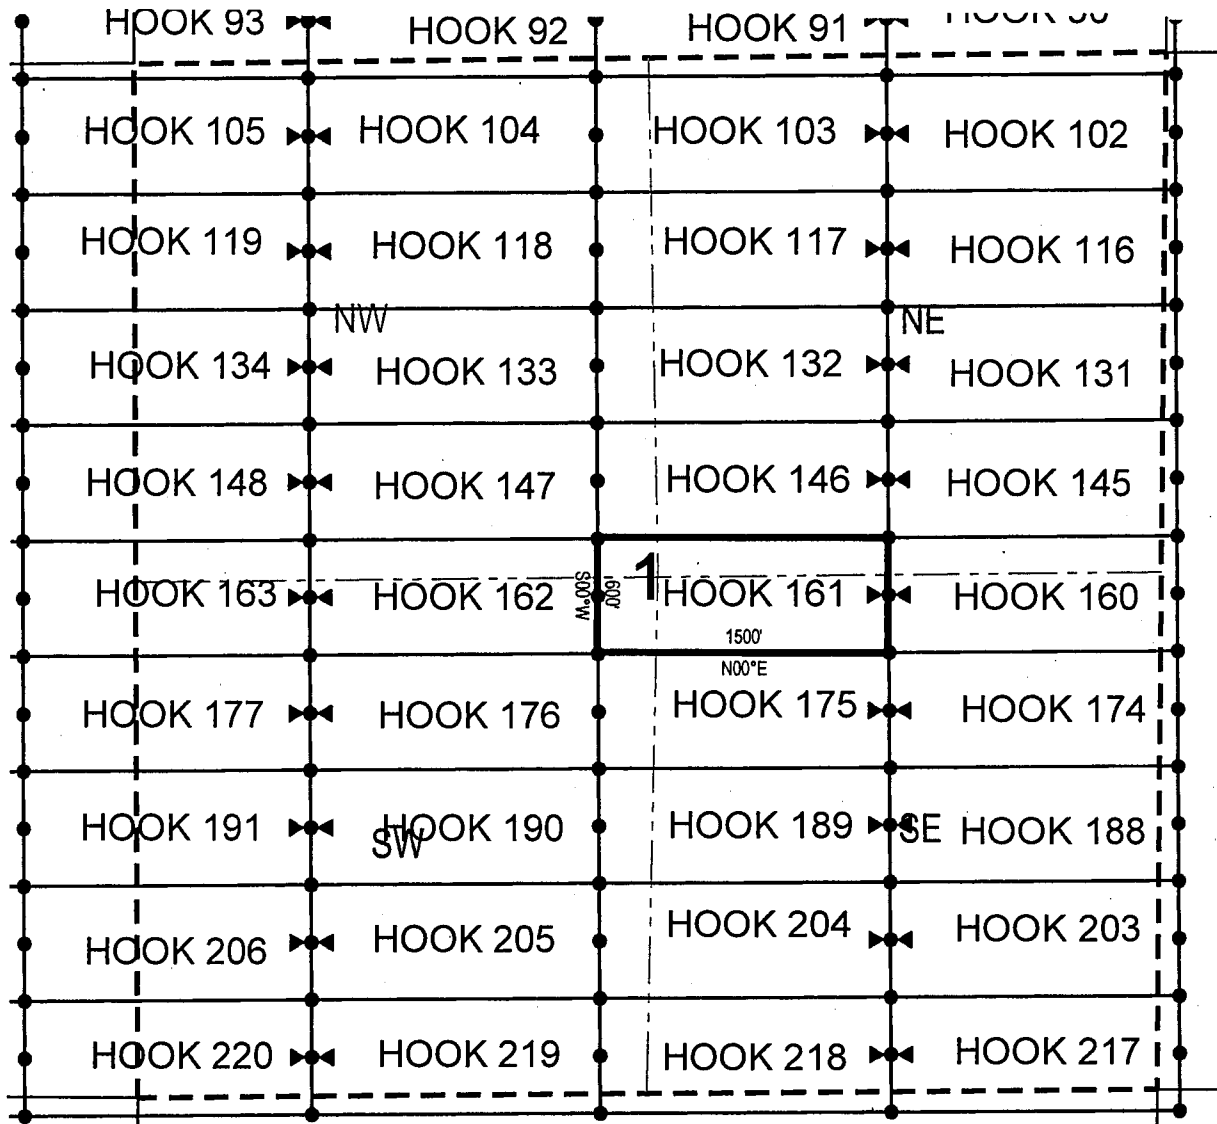 HOOK 93 HOOK 92 HOOK 91
HOOK 105 HOOK 104 HOOK 103 HOOK 102
HOOK 119 HOOK 118 HOOK 117 HOOK 116
NW NE
HOOK 134 HOOK 133 HOOK 132 HOOK 131
HOOK 148 HOOK 147 HOOK 146 HOOK 145
1
HOOK 163 HOOK 162 S00°W 600' HOOK 161 HOOK 160
1500'
N00°E
HOOK 177 HOOK 176 HOOK 175 HOOK 174
HOOK 191 HOOK 190 HOOK 189 HOOK 188
SW SE
HOOK 206 HOOK 205 HOOK 204 HOOK 203
HOOK 220 HOOK 219 HOOK 218 HOOK 217